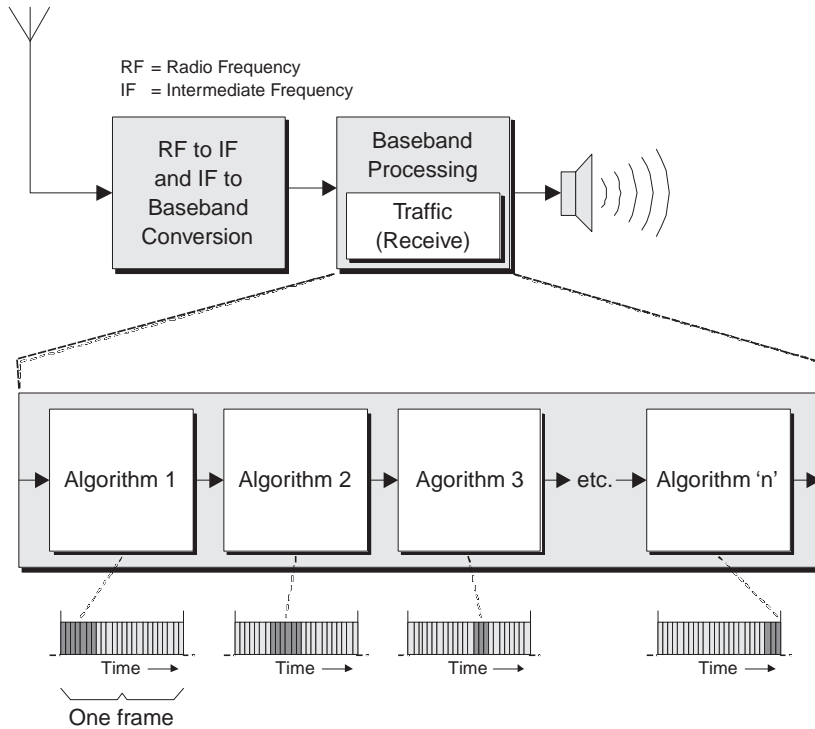 RF = Radio Frequency
IF = Intermediate Frequency
RF to IF
and IF to
Baseband
Conversion
Baseband
Processing
Traffic
(Receive)
Algorithm 1
Algorithm 2
Agorithm 3
etc.
Algorithm ‘n’
Time
Time
Time
Time
One frame